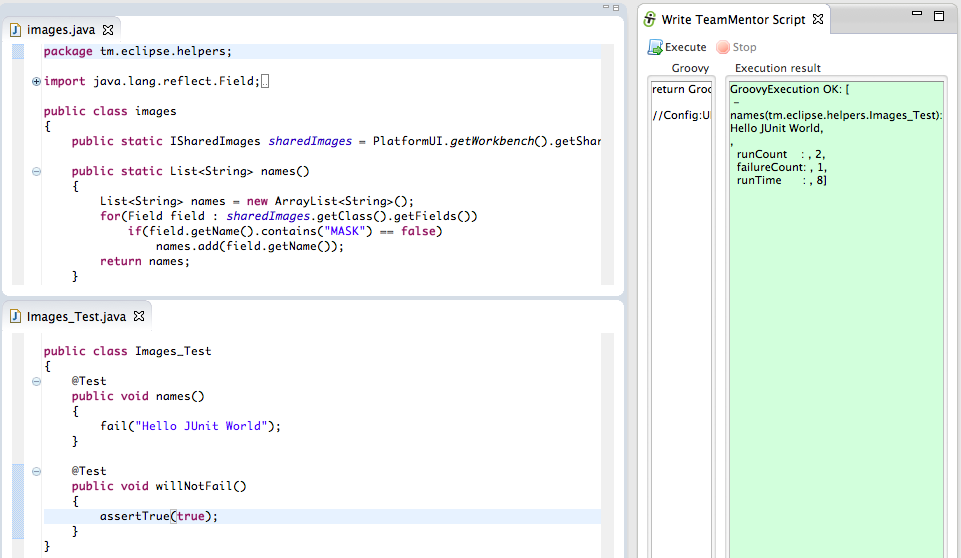 images.java
package tm.eclipse.helpers;
import java.lang.reflect.Field;
public class images
{
public static ISharedImages sharedImages = PlatformUI.getWorkbench().getShar
public static List<String> names()
{
List<String> names = new ArrayList<String>();
for(Field field : sharedImages.getClass().getFields())
if(field.getName().contains("MASK") == false)
names.add(field.getName());
return names;
}
Images_Test.java
public class Images_Test
{
@Test
public void names()
{
fail("Hello JUnit World");
}
@Test
public void willNotFail()
{
assertTrue(true);
}
}
Write TeamMentor Script
Execute Stop
Groovy Execution result
return Groo
//Config:UI
GroovyExecution OK: [
-
names(tm.eclipse.helpers.Images_Test):
Hello JUnit World,
,
runCount : , 2,
failureCount: , 1,
runTime : , 8]